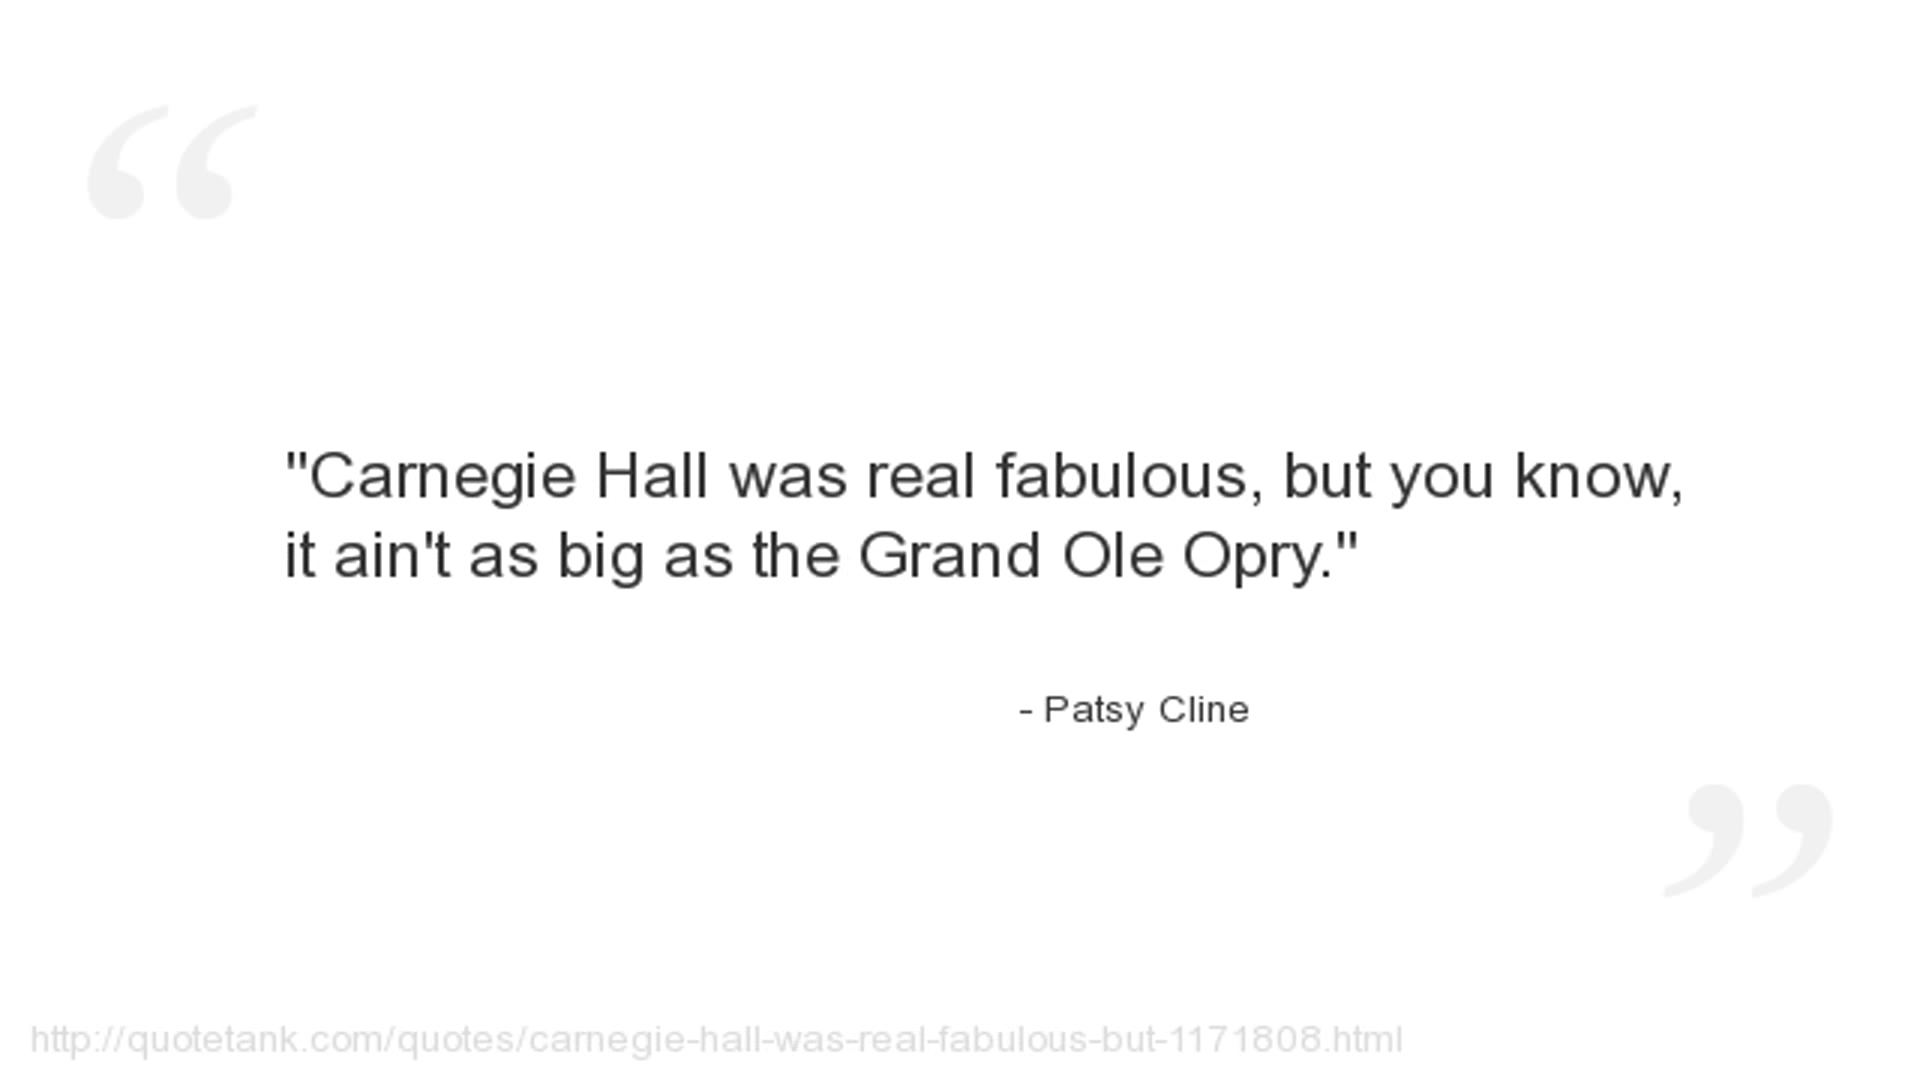 "Carnegie Hall was real fabulous, but you know,
it ain't as big as the Grand Ole Opry."
- Patsy Cline
http://quotetank.com/quotes/carnegie-hall-was-real-fabulous-but-1171808.html